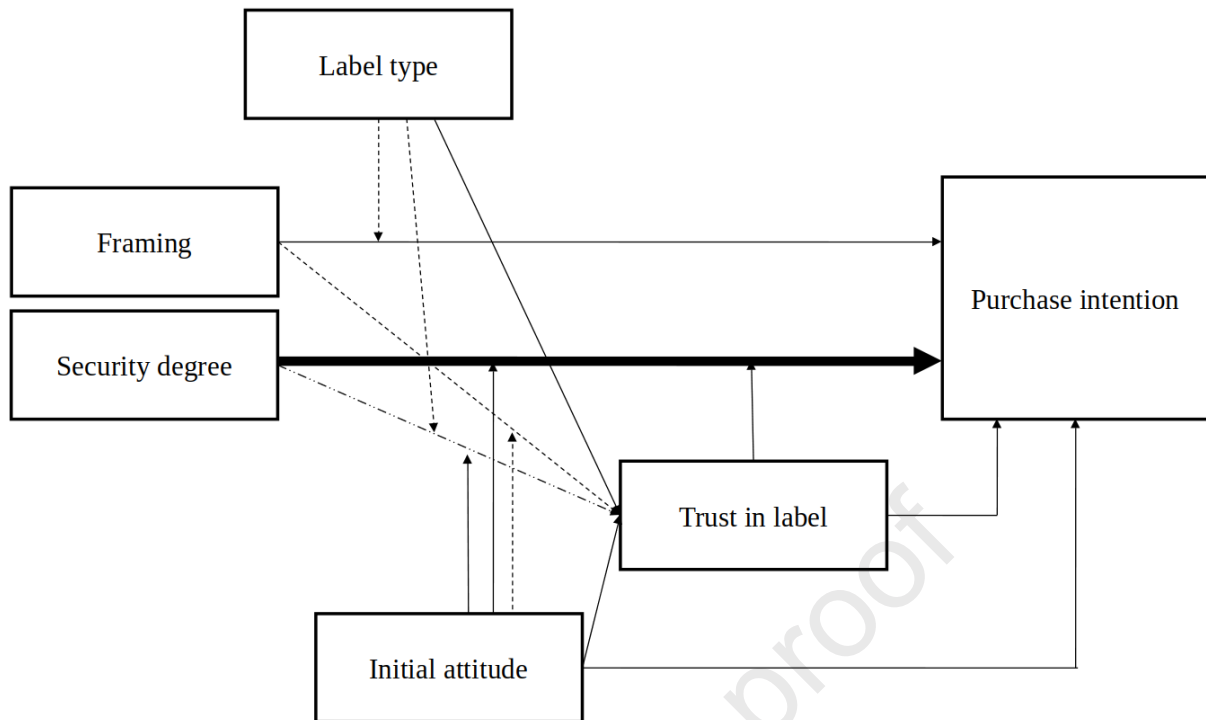 Label type
Framing
Purchase intention
Security degree
Trust in label
Initial attitude
proof